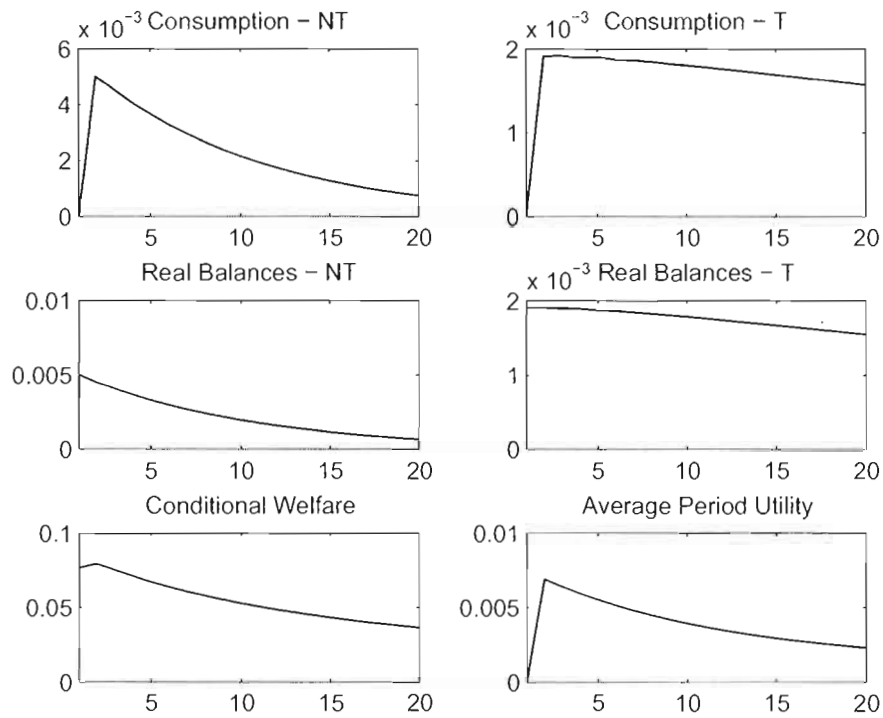 x 10⁻³ Consumption – NT
6
4
2
0
5 10 15 20
x 10⁻³ Consumption – T
2
1
0
5 10 15 20
Real Balances – NT
0.01
0.005
0
5 10 15 20
x 10⁻³ Real Balances – T
2
1
0
5 10 15 20
Conditional Welfare
0.1
0.05
0
5 10 15 20
Average Period Utility
0.01
0.005
0
5 10 15 20